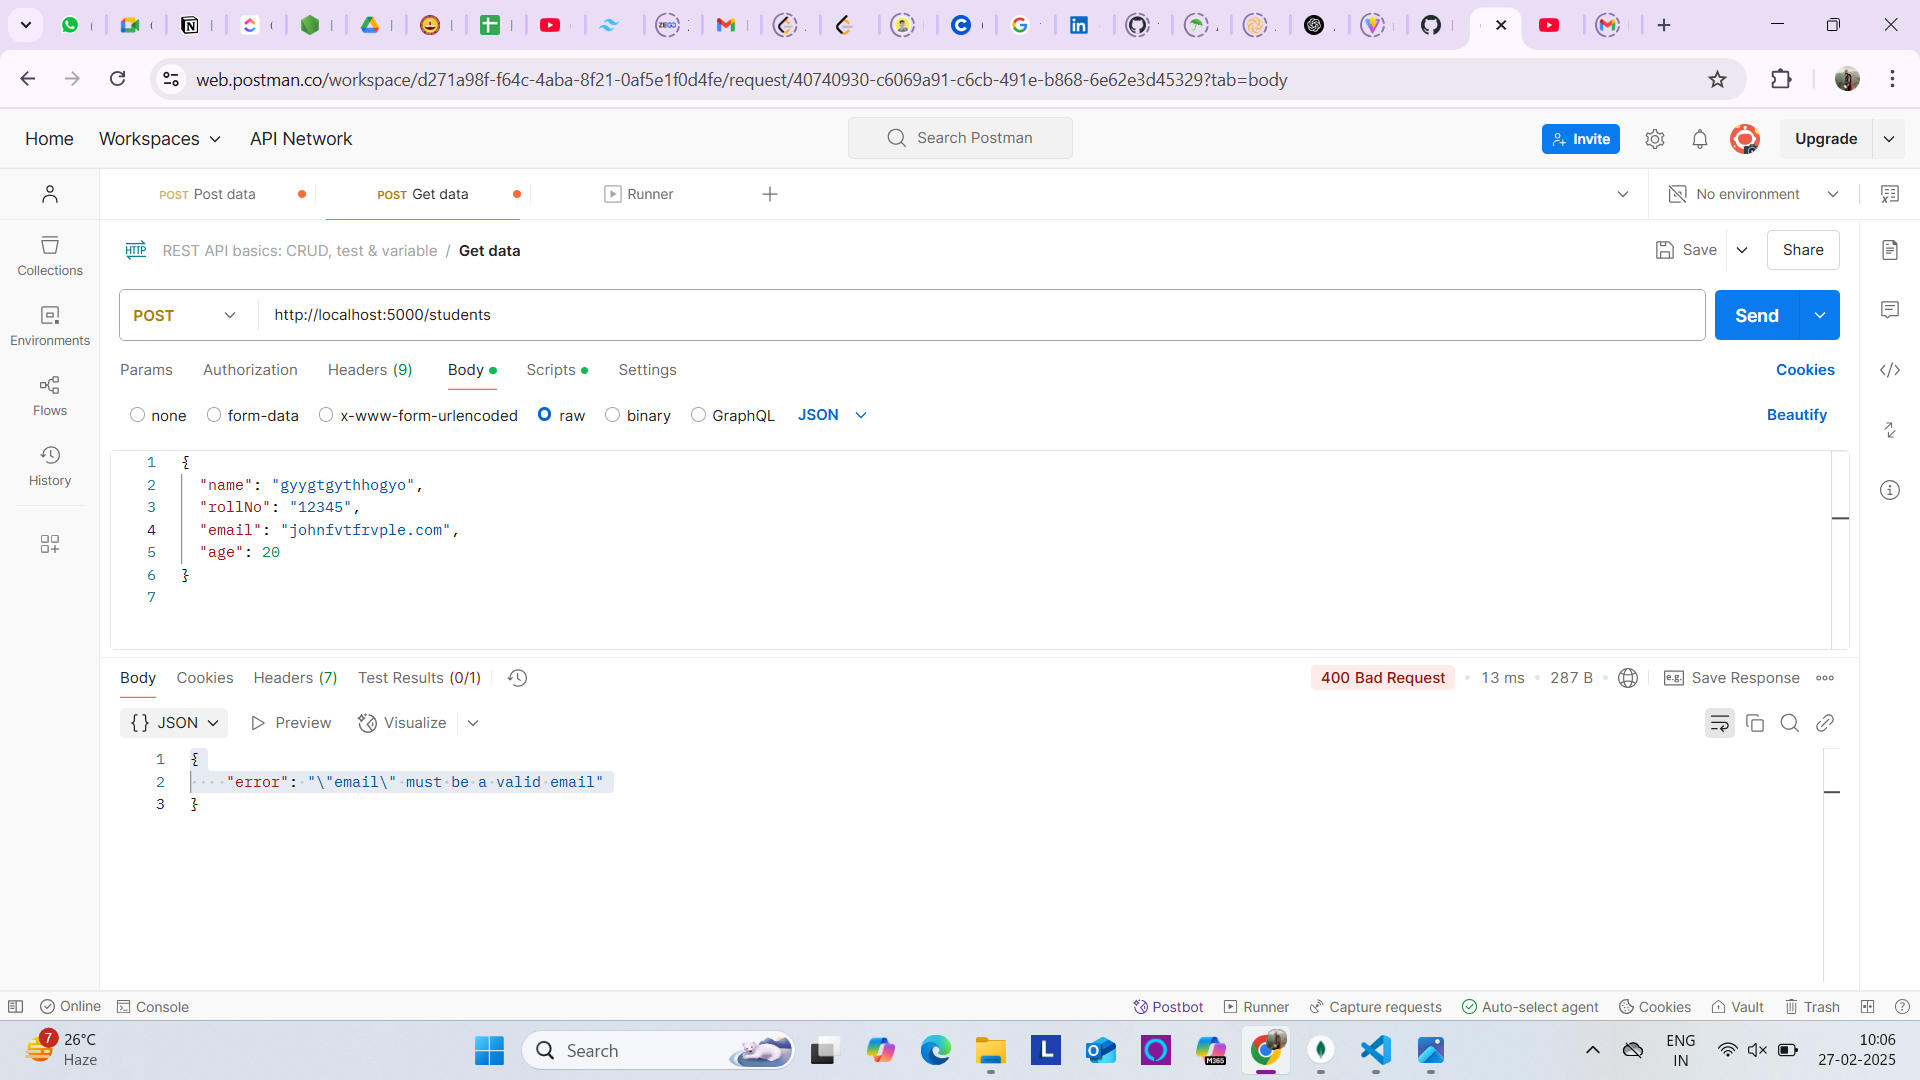 web.postman.co/workspace/d271a98f-f64c-4aba-8f21-0af5e1f0d4fe/request/40740930-c6069a91-c6cb-491e-b868-6e62e3d45329?tab=body
Home Workspaces API Network Search Postman Invite Upgrade
POST Post data POST Get data Runner No environment
HTTP REST API basics: CRUD, test & variable / Get data Save Share
POST http://localhost:5000/students Send
Params Authorization Headers (9) Body Scripts Settings Cookies
none form-data x-www-form-urlencoded raw binary GraphQL JSON Beautify
Collections
Environments
Flows
History
1 {
2 "name": "gyygtgythhogyo",
3 "rollNo": "12345",
4 "email": "johnfvtfrvple.com",
5 "age": 20
6 }
7
Body Cookies Headers (7) Test Results (0/1) 400 Bad Request 13 ms 287 B e.g. Save Response
{} JSON Preview Visualize
1 {
2 "error": "\"email\" must be a valid email"
3 }
Online Console Postbot Runner Capture requests Auto-select agent Cookies Vault Trash
7 26°C
Haze
Search
L
M365
ENG
IN
10:06
27-02-2025